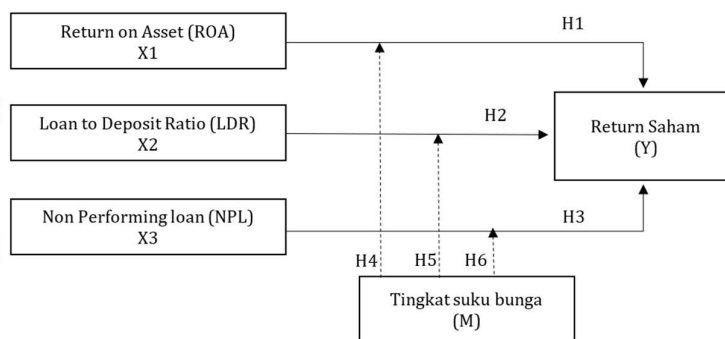 Return on Asset (ROA)
X1
H1
Loan to Deposit Ratio (LDR)
X2
H2
Return Saham
(Y)
Non Performing loan (NPL)
X3
H3
H4
H5
H6
Tingkat suku bunga
(M)